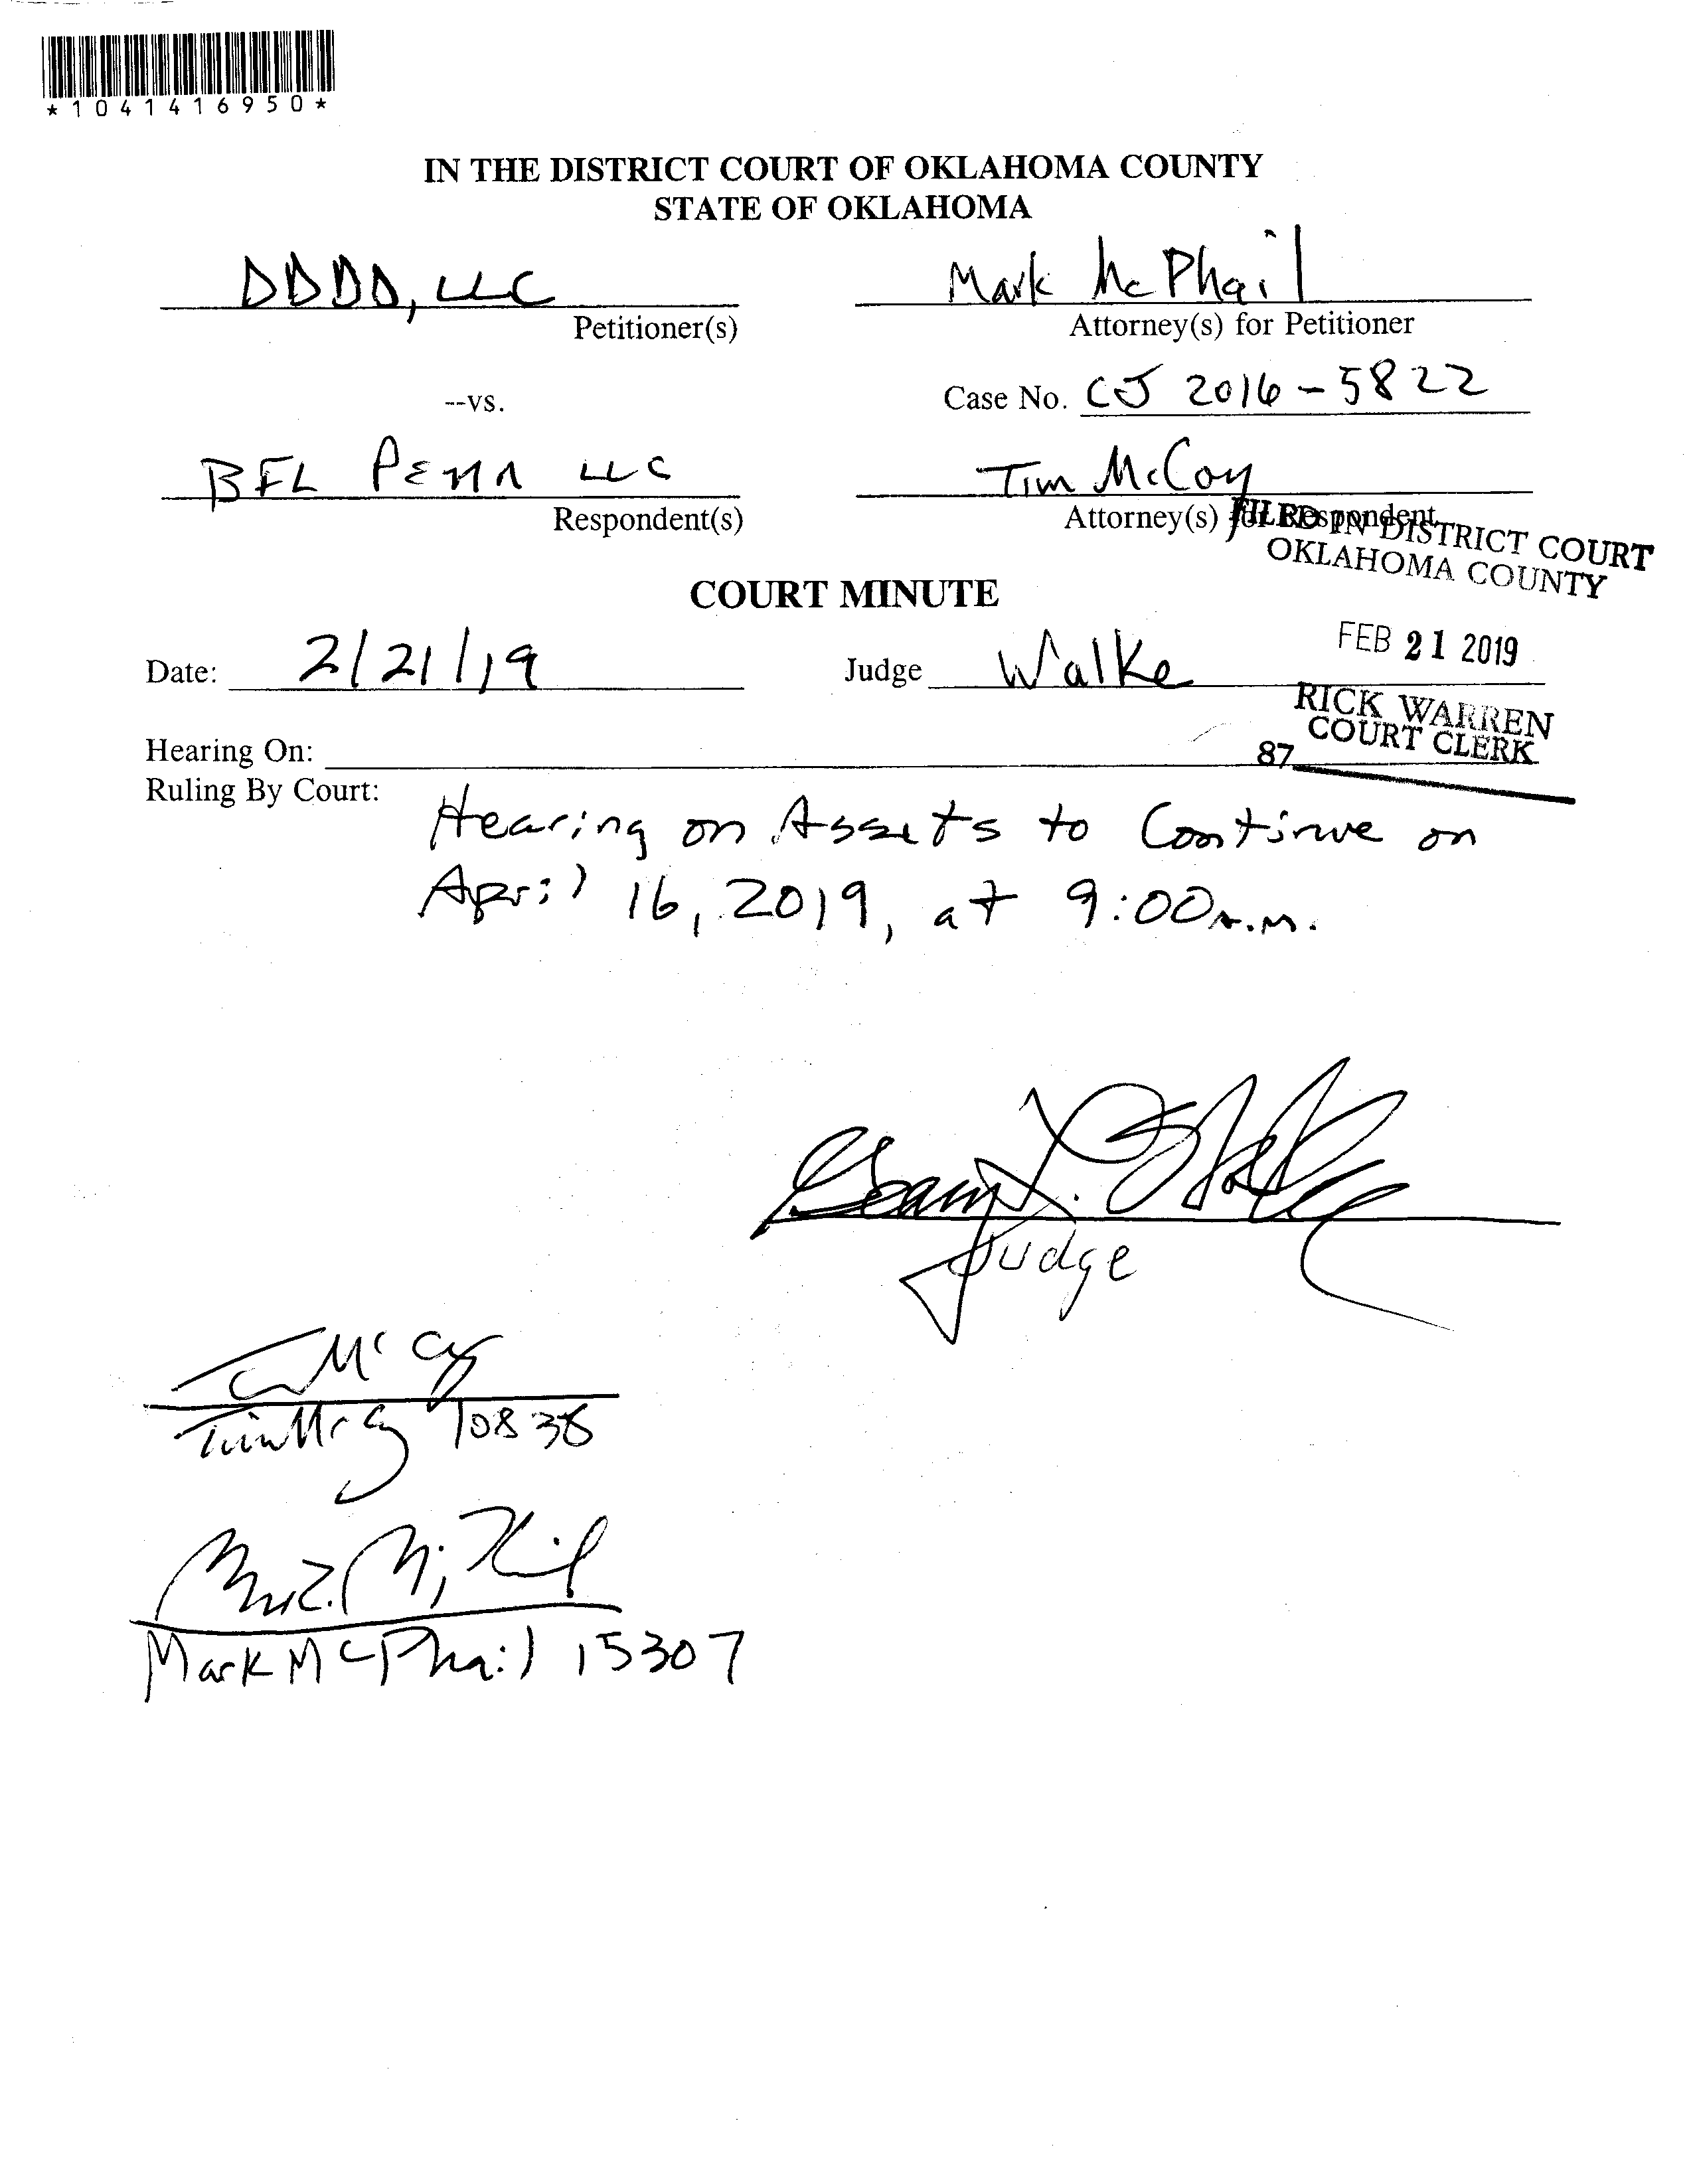 *1041416950*
IN THE DISTRICT COURT OF OKLAHOMA COUNTY
STATE OF OKLAHOMA
DDDD, LLC
Mark McPhail
Petitioner(s)
Attorney(s) for Petitioner
--vs.
Case No. CJ 2016-5822
BFL Penn LLC
Tim McCoy
Respondent(s)
Attorney(s) for Respondent
FILED IN DISTRICT COURT
OKLAHOMA COUNTY
COURT MINUTE
FEB 21 2019
Date: 2/21/19
Judge Walke
RICK WARREN
COURT CLERK
Hearing On:
87
Ruling By Court:
Hearing on Assets to Continue on
April 16, 2019, at 9:00 A.M.
Judge
Tim McCoy 10838
Mark McPhail 15307